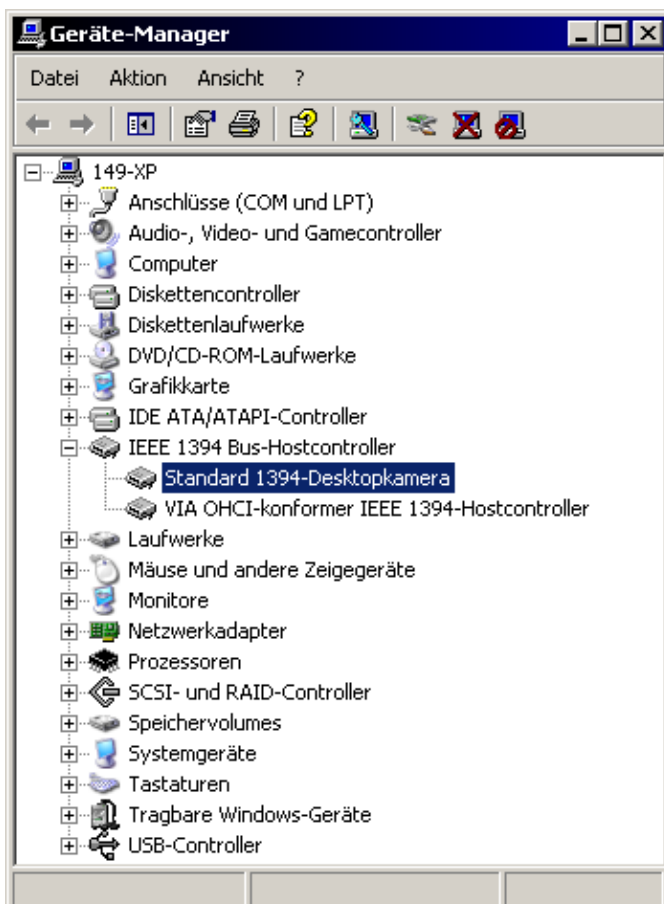 Geräte-Manager
Datei Aktion Ansicht ?
149-XP
Anschlüsse (COM und LPT)
Audio-, Video- und Gamecontroller
Computer
Diskettencontroller
Diskettenlaufwerke
DVD/CD-ROM-Laufwerke
Grafikkarte
IDE ATA/ATAPI-Controller
IEEE 1394 Bus-Hostcontroller
Standard 1394-Desktopkamera
VIA OHCI-konformer IEEE 1394-Hostcontroller
Laufwerke
Mäuse und andere Zeigegeräte
Monitore
Netzwerkadapter
Prozessoren
SCSI- und RAID-Controller
Speichervolumes
Systemgeräte
Tastaturen
Tragbare Windows-Geräte
USB-Controller